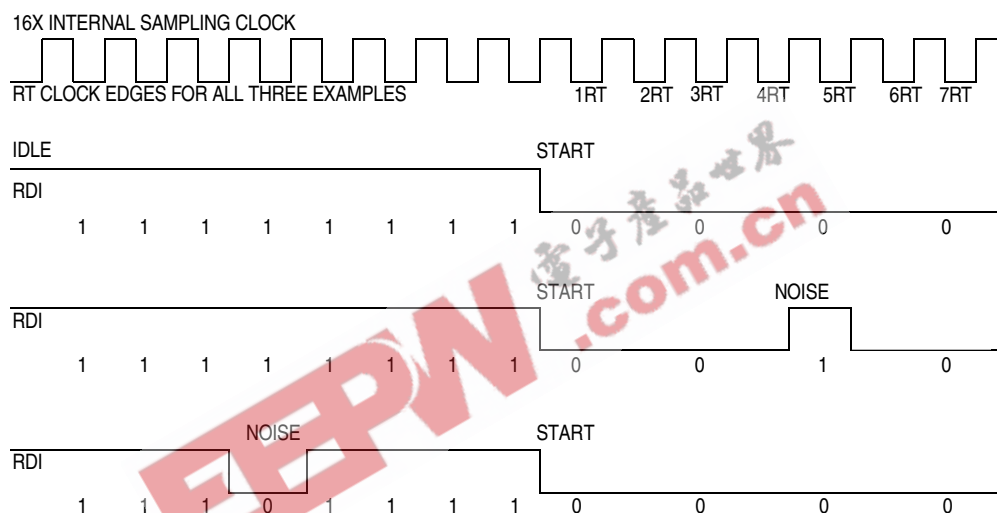 16X INTERNAL SAMPLING CLOCK
RT CLOCK EDGES FOR ALL THREE EXAMPLES 1RT 2RT 3RT 4RT 5RT 6RT 7RT
IDLE START
RDI
1 1 1 1 1 1 1 1 0 0 0 0
START NOISE
RDI
1 1 1 1 1 1 1 1 0 0 1 0
NOISE START
RDI
1 1 1 0 1 1 1 1 0 0 0 0
EEPW .com.cn
電子產品世界